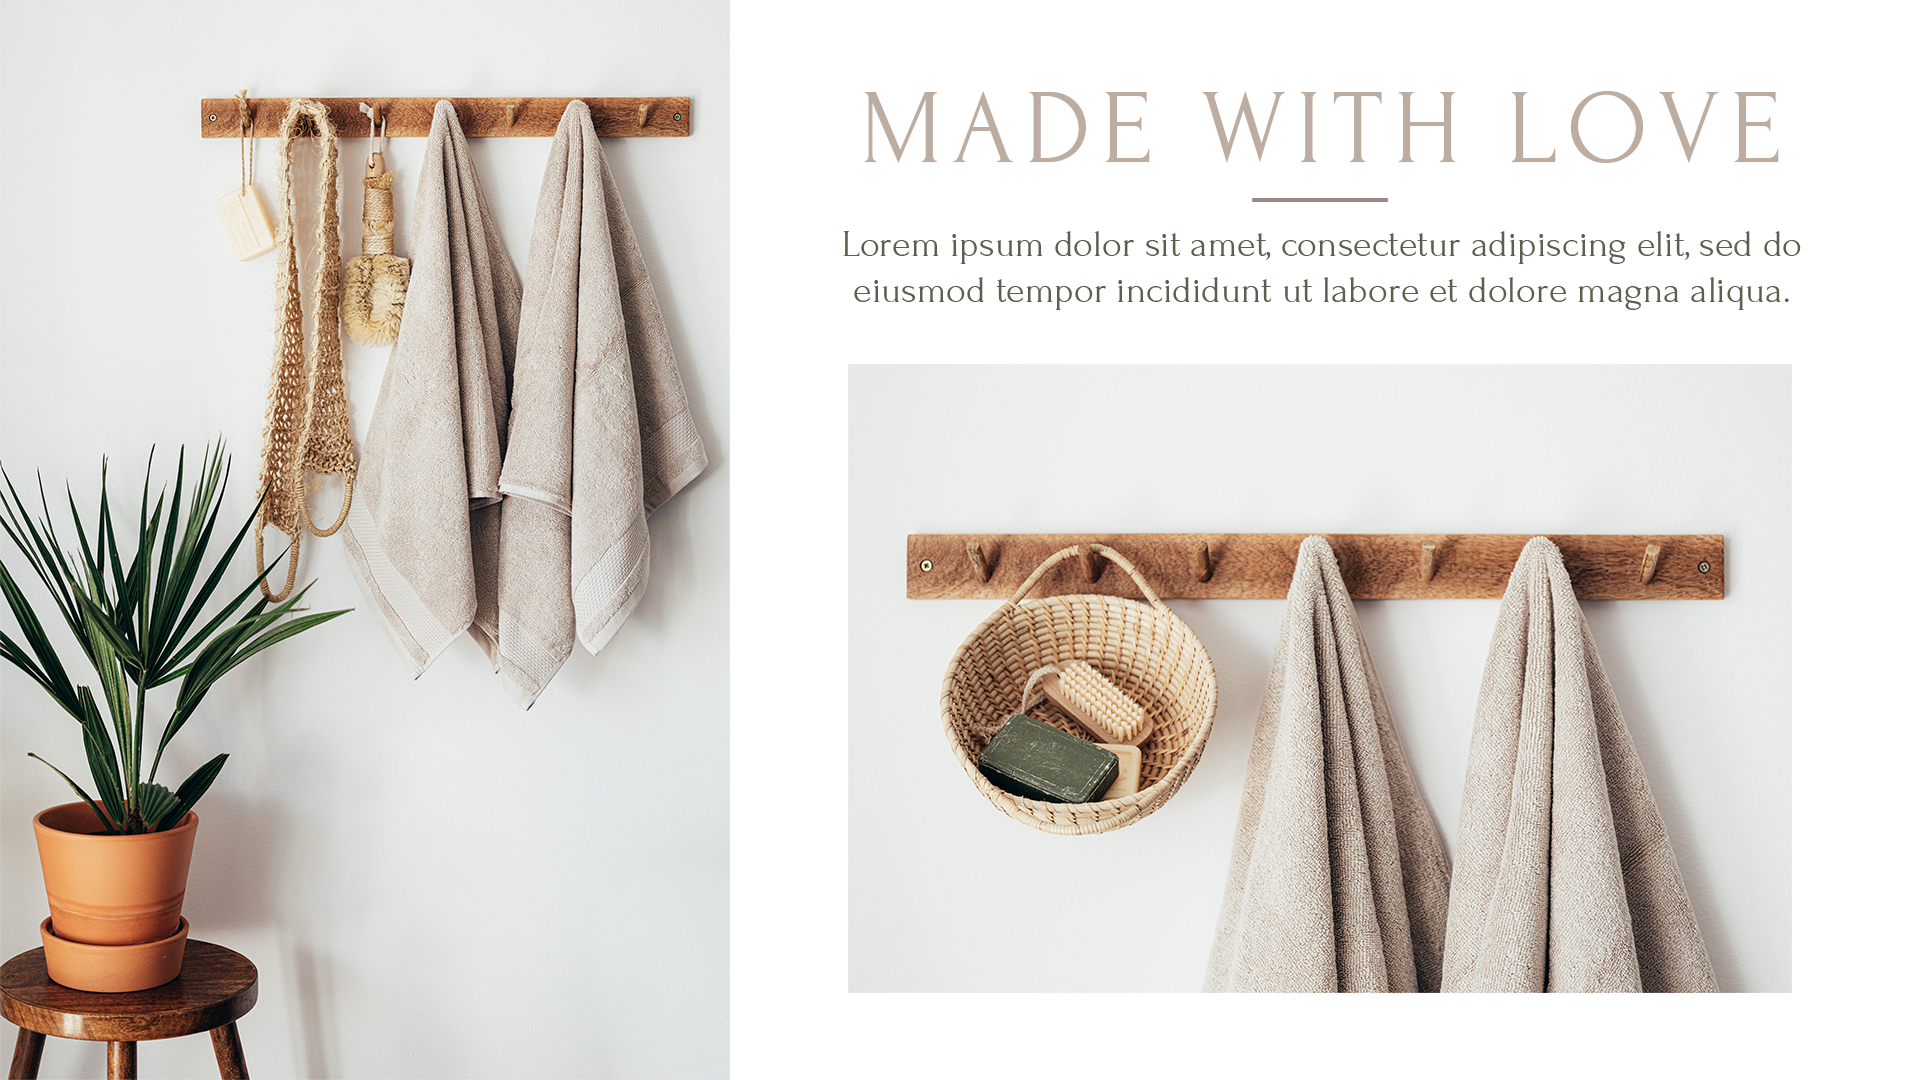 MADE WITH LOVE
Lorem ipsum dolor sit amet, consectetur adipiscing elit, sed do
eiusmod tempor incididunt ut labore et dolore magna aliqua.